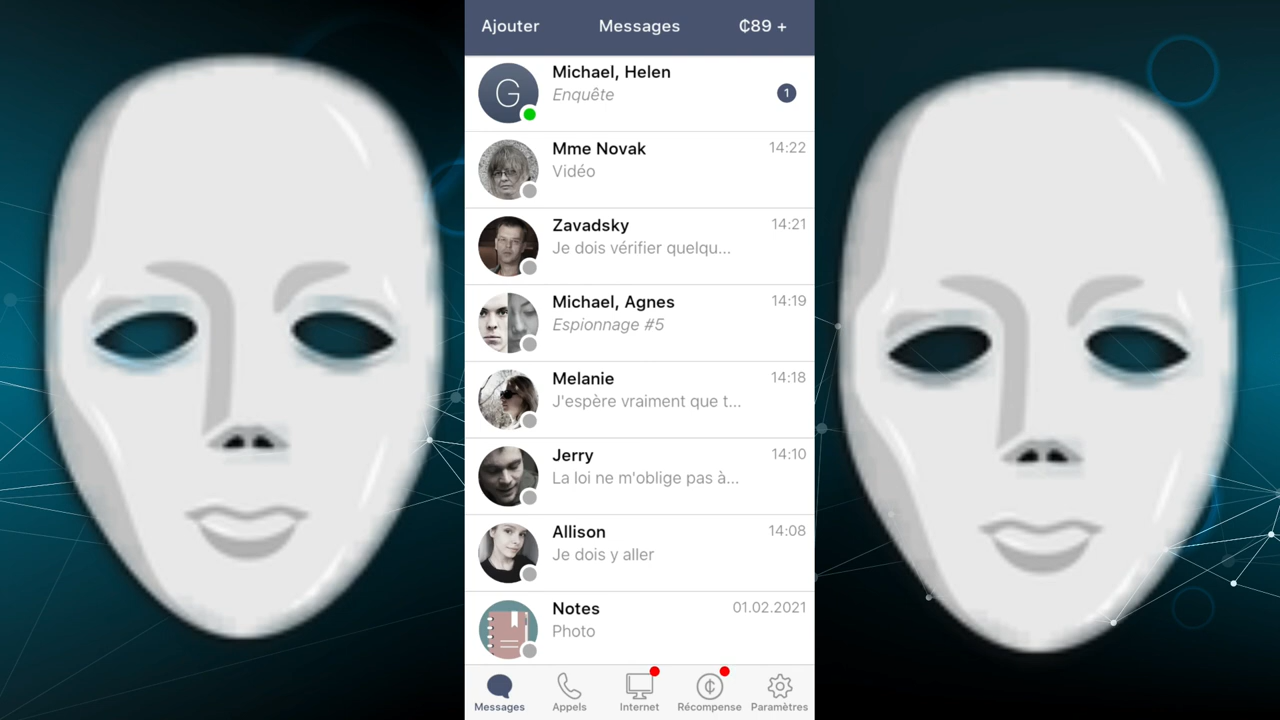 Ajouter Messages ₵89 +
G
Michael, Helen
Enquête 1
Mme Novak 14:22
Vidéo
Zavadsky 14:21
Je dois vérifier quelqu...
Michael, Agnes 14:19
Espionnage #5
Melanie 14:18
J'espère vraiment que t...
Jerry 14:10
La loi ne m'oblige pas à...
Allison 14:08
Je dois y aller
Notes 01.02.2021
Photo
Messages Appels Internet Récompense Paramètres